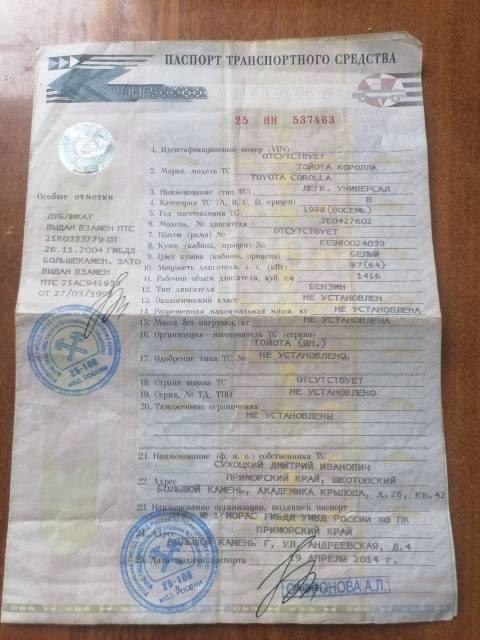 ПАСПОРТ ТРАНСПОРТНОГО СРЕДСТВА
25 НН 537463
1. Идентификационный номер (VIN)
ОТСУТСТВУЕТ
2. Марка, модель ТС
ТОЙОТА КОРОЛЛА
TOYOTA COROLLA
3. Наименование (тип ТС)
ЛЕГК. УНИВЕРСАЛ
4. Категория ТС (A, B, C, D, прицеп)
B
5. Год изготовления ТС
1988(ВОСЕМЬ)
6. Модель, № двигателя
3E0427602
7. Шасси (рама) №
ОТСУТСТВУЕТ
8. Кузов (кабина, прицеп) №
EE980024039
9. Цвет кузова (кабины, прицепа)
БЕЛЫЙ
10. Мощность двигателя, л. с. (кВт)
87(64)
11. Рабочий объем двигателя, куб. см
1456
12. Тип двигателя
БЕНЗИН
13. Экологический класс
НЕ УСТАНОВЛЕН
14. Разрешенная максимальная масса, кг
НЕ УСТАНОВЛЕНА
15. Масса без нагрузки, кг
НЕ УСТАНОВЛЕНА
16. Организация—изготовитель ТС (страна)
ТОЙОТА (ЯП.)
17. Одобрение типа ТС №
НЕ УСТАНОВЛЕНО
18. Страна вывоза ТС
ОТСУТСТВУЕТ
19. Серия, № ТД, ТПО
НЕ УСТАНОВЛЕНО
20. Таможенные ограничения
НЕ УСТАНОВЛЕНЫ
21. Наименование (ф. и. о.) собственника ТС
СУХОЦКИЙ ДМИТРИЙ ИВАНОВИЧ
22. Адрес
ПРИМОРСКИЙ КРАЙ, ШКОТОВСКИЙ
БОЛЬШОЙ КАМЕНЬ, АКАДЕМИКА КРЫЛОВА, д.26, кв.42
23. Наименование организации, выдавшей паспорт
№ 1 МОРАС ГИБДД УМВД РОССИИ ПО ПК
ПРИМОРСКИЙ КРАЙ
БОЛЬШОЙ КАМЕНЬ Г, УЛ. АНДРЕЕВСКАЯ, д.4
Дата выдачи паспорта
19 АПРЕЛЯ 2014 г.
Особые отметки
ДУБЛИКАТ
ВЫДАН ВЗАМЕН ПТС
25КО333779 ОТ
26.11.2004 ГИБДД
БОЛЬШЕКАМЕН. ЗАТО
ВЫДАН ВЗАМЕН